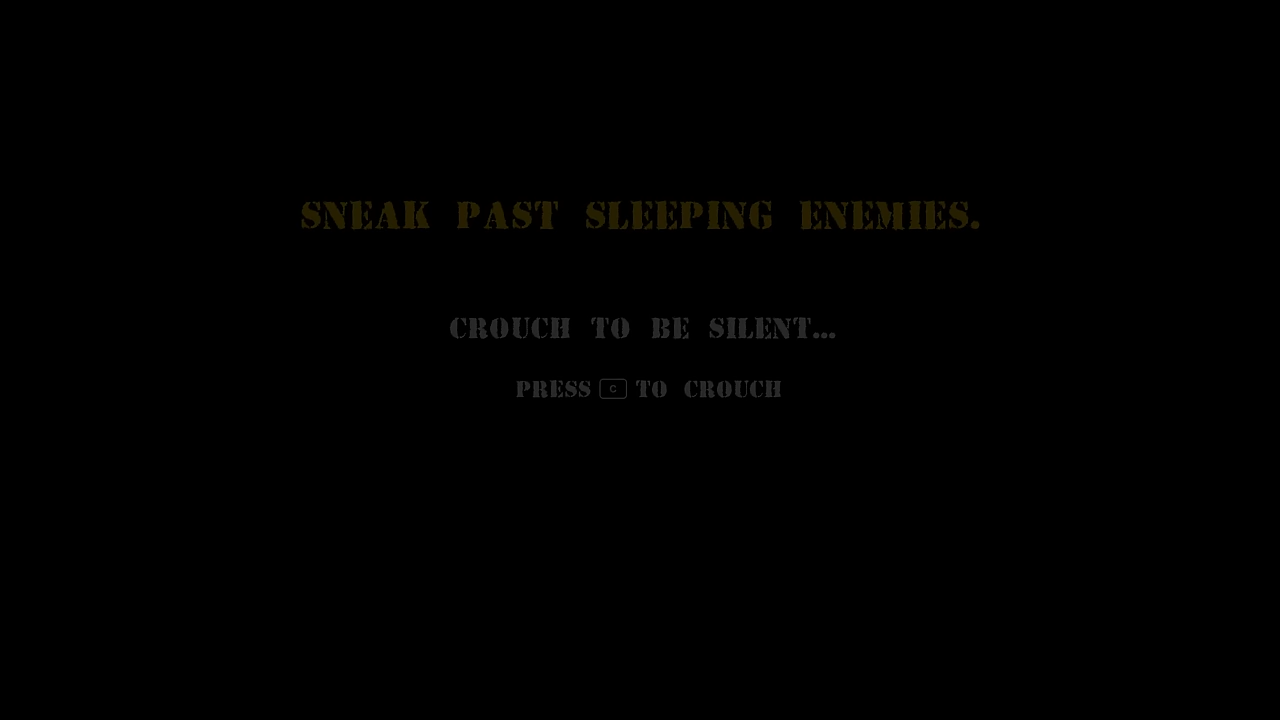 SNEAK PAST SLEEPING ENEMIES.
CROUCH TO BE SILENT...
PRESS C TO CROUCH